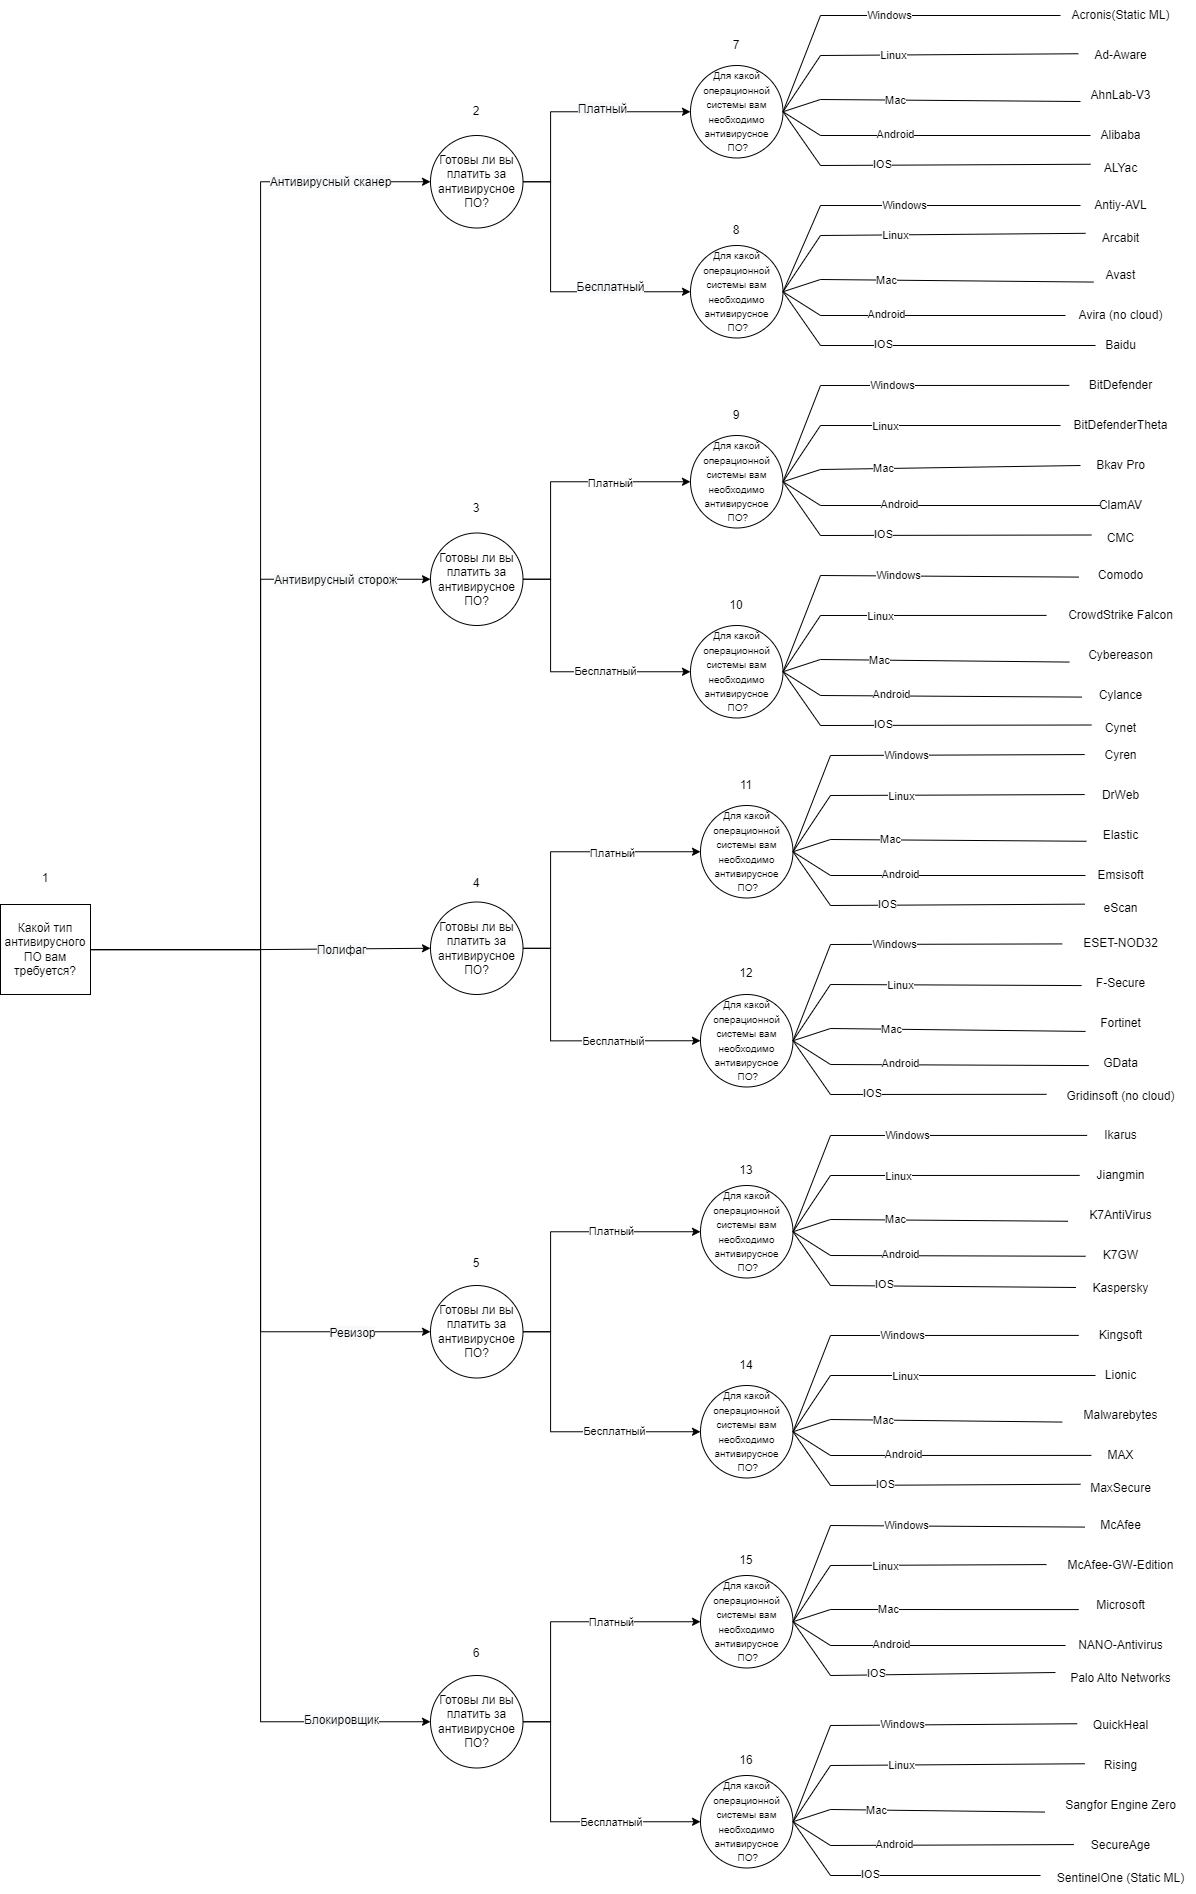 1
Какой тип
антивирусного
ПО вам
требуется?
Антивирусный сканер
2
Готовы ли вы
платить за
антивирусное
ПО?
Платный
7
Для какой
операционной
системы вам
необходимо
антивирусное
ПО?
Windows
Acronis(Static ML)
Linux
Ad-Aware
Mac
AhnLab-V3
Android
Alibaba
IOS
ALYac
Бесплатный
8
Для какой
операционной
системы вам
необходимо
антивирусное
ПО?
Windows
Antiy-AVL
Linux
Arcabit
Mac
Avast
Android
Avira (no cloud)
IOS
Baidu
Антивирусный сторож
3
Готовы ли вы
платить за
антивирусное
ПО?
Платный
9
Для какой
операционной
системы вам
необходимо
антивирусное
ПО?
Windows
BitDefender
Linux
BitDefenderTheta
Mac
Bkav Pro
Android
ClamAV
IOS
CMC
Бесплатный
10
Для какой
операционной
системы вам
необходимо
антивирусное
ПО?
Windows
Comodo
Linux
CrowdStrike Falcon
Mac
Cybereason
Android
Cylance
IOS
Cynet
Полифаг
4
Готовы ли вы
платить за
антивирусное
ПО?
Платный
11
Для какой
операционной
системы вам
необходимо
антивирусное
ПО?
Windows
Cyren
Linux
DrWeb
Mac
Elastic
Android
Emsisoft
IOS
eScan
Бесплатный
12
Для какой
операционной
системы вам
необходимо
антивирусное
ПО?
Windows
ESET-NOD32
Linux
F-Secure
Mac
Fortinet
Android
GData
IOS
Gridinsoft (no cloud)
Ревизор
5
Готовы ли вы
платить за
антивирусное
ПО?
Платный
13
Для какой
операционной
системы вам
необходимо
антивирусное
ПО?
Windows
Ikarus
Linux
Jiangmin
Mac
K7AntiVirus
Android
K7GW
IOS
Kaspersky
Бесплатный
14
Для какой
операционной
системы вам
необходимо
антивирусное
ПО?
Windows
Kingsoft
Linux
Lionic
Mac
Malwarebytes
Android
MAX
IOS
MaxSecure
Блокировщик
6
Готовы ли вы
платить за
антивирусное
ПО?
Платный
15
Для какой
операционной
системы вам
необходимо
антивирусное
ПО?
Windows
McAfee
Linux
McAfee-GW-Edition
Mac
Microsoft
Android
NANO-Antivirus
IOS
Palo Alto Networks
Бесплатный
16
Для какой
операционной
системы вам
необходимо
антивирусное
ПО?
Windows
QuickHeal
Linux
Rising
Mac
Sangfor Engine Zero
Android
SecureAge
IOS
SentinelOne (Static ML)